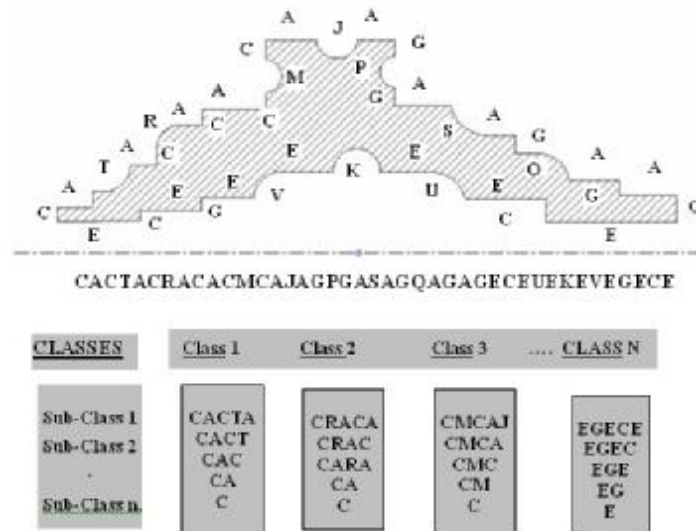 A J A
C G
M P
A G A
R A C C S A
A C E E G
T K O A
A E E V U E G A
C C G C
E E
CACTACRACACMCAJAGPGASAGQAGAGECEUEKEVEGECE
CLASSES Class 1 Class 2 Class 3 .... CLASS N
Sub-Class 1 CACTA CRACA CMCAJ EGECE
Sub-Class 2 CACT CRAC CMCA EGEC
. CAC CARA CMC EGE
CA CA CM EG
Sub-Class n C C C E